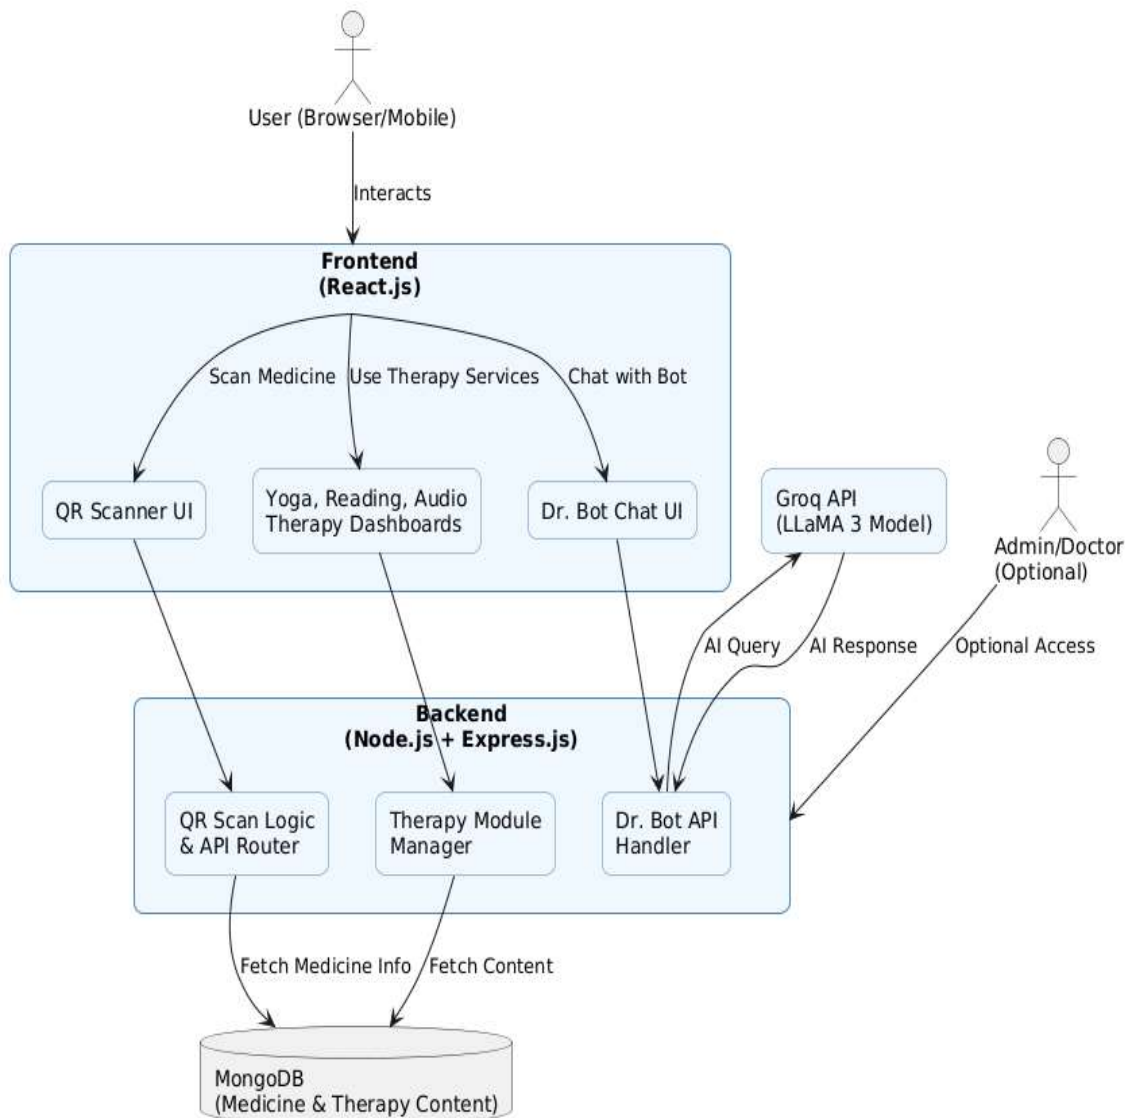 User (Browser/Mobile)
Interacts
Frontend
(React.js)
Scan Medicine
Use Therapy Services
Chat with Bot
QR Scanner UI
Yoga, Reading, Audio
Therapy Dashboards
Dr. Bot Chat UI
Groq API
(LLaMA 3 Model)
Admin/Doctor
(Optional)
AI Query
AI Response
Optional Access
Backend
(Node.js + Express.js)
QR Scan Logic
& API Router
Therapy Module
Manager
Dr. Bot API
Handler
Fetch Medicine Info
Fetch Content
MongoDB
(Medicine & Therapy Content)